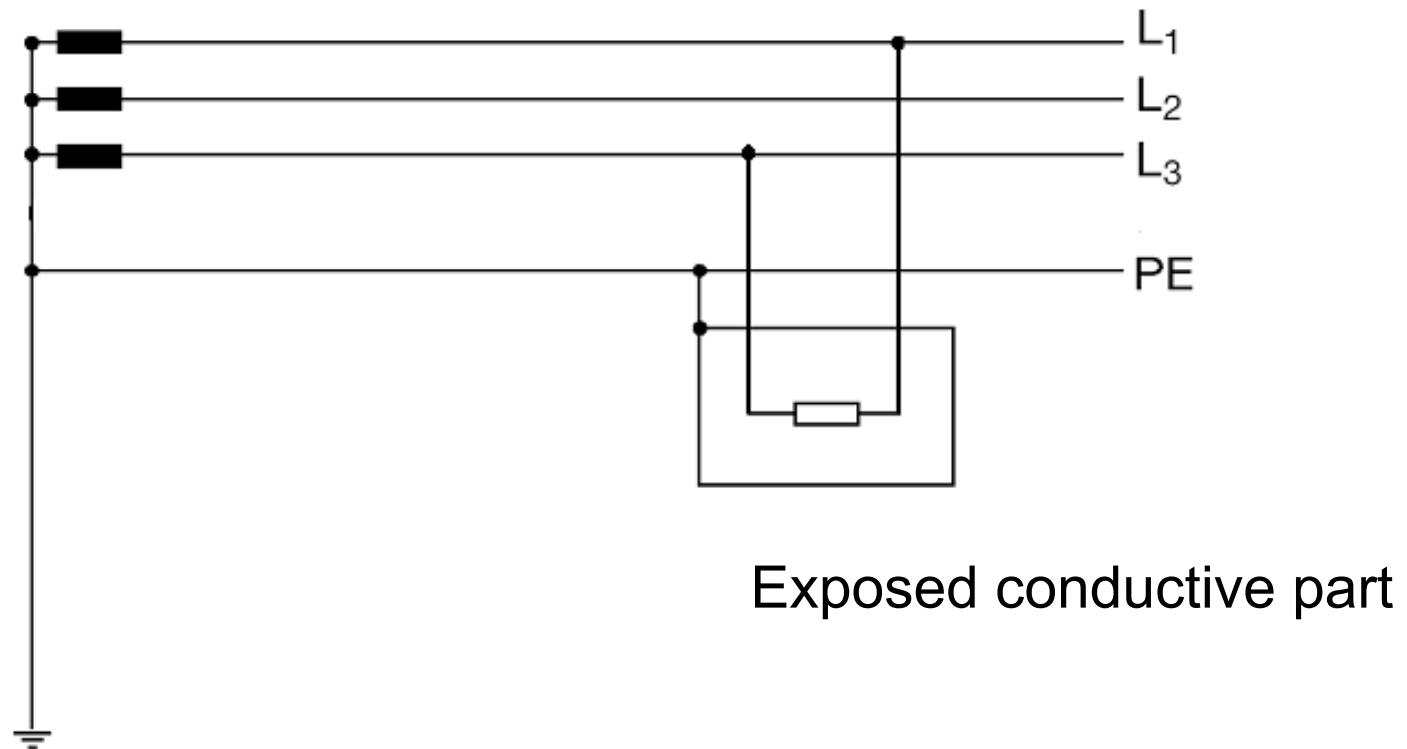 L₁
L₂
L₃
PE
Exposed conductive part